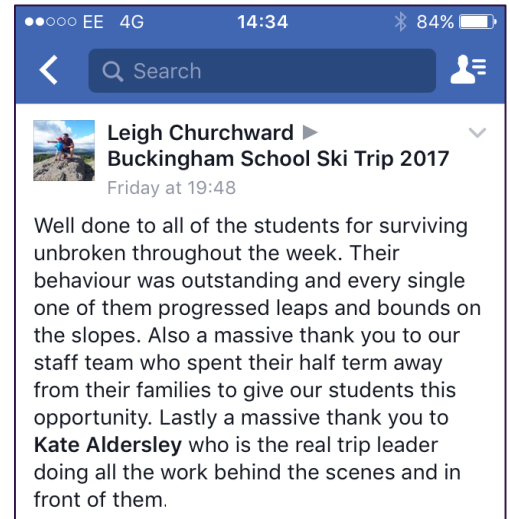 EE 4G 14:34 84%
Search
Leigh Churchward ▶
Buckingham School Ski Trip 2017
Friday at 19:48
Well done to all of the students for surviving
unbroken throughout the week. Their
behaviour was outstanding and every single
one of them progressed leaps and bounds on
the slopes. Also a massive thank you to our
staff team who spent their half term away
from their families to give our students this
opportunity. Lastly a massive thank you to
Kate Aldersley who is the real trip leader
doing all the work behind the scenes and in
front of them.